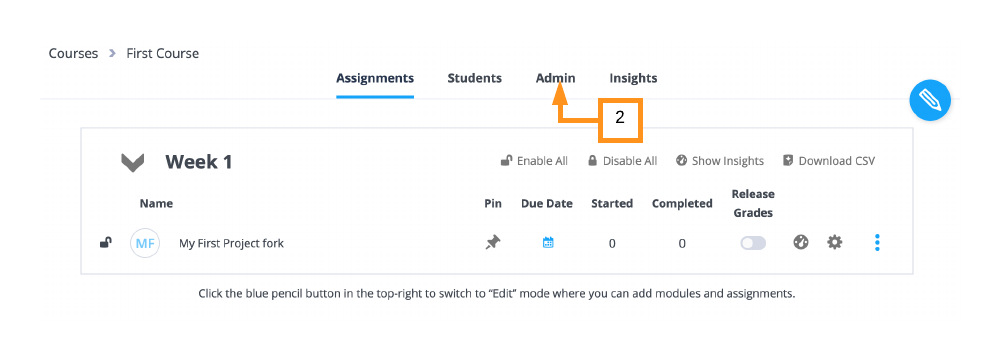 Courses > First Course
Assignments Students Admin Insights
2
Week 1 Enable All Disable All Show Insights Download CSV
Name Pin Due Date Started Completed Release Grades
MF My First Project fork 0 0
Click the blue pencil button in the top-right to switch to “Edit” mode where you can add modules and assignments.